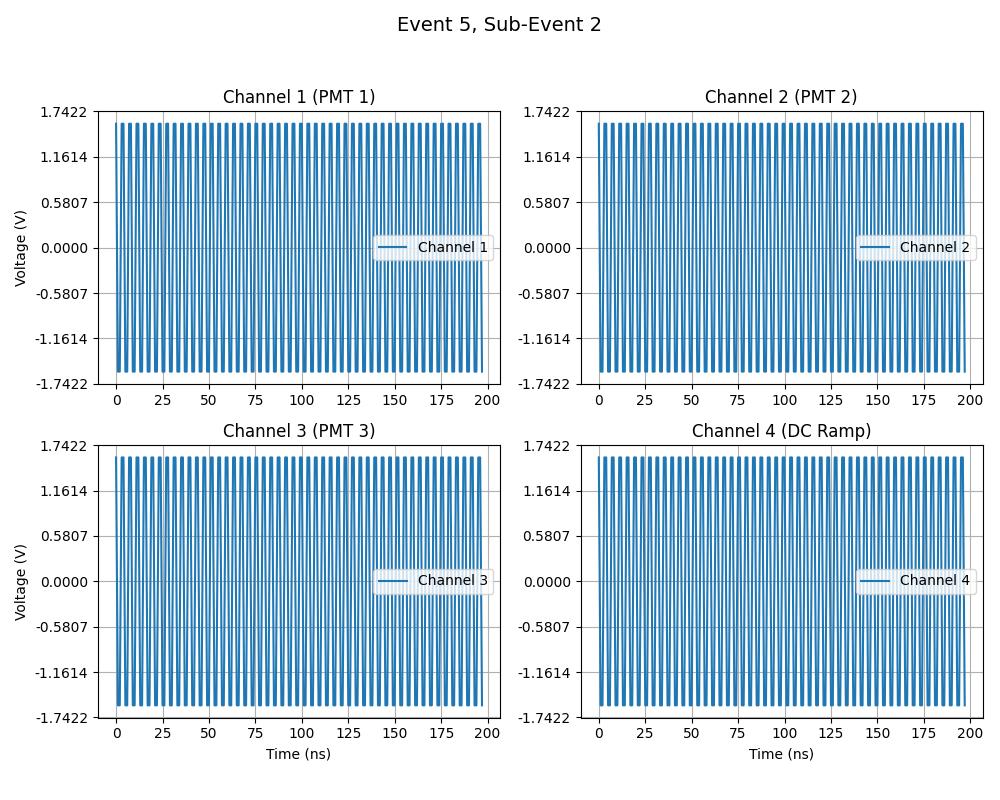 Event 5, Sub-Event 2
Channel 1 (PMT 1)
Voltage (V)
1.7422
1.1614
0.5807
0.0000
-0.5807
-1.1614
-1.7422
Channel 1
0 25 50 75 100 125 150 175 200
Channel 2 (PMT 2)
1.7422
1.1614
0.5807
0.0000
-0.5807
-1.1614
-1.7422
Channel 2
0 25 50 75 100 125 150 175 200
Channel 3 (PMT 3)
Voltage (V)
1.7422
1.1614
0.5807
0.0000
-0.5807
-1.1614
-1.7422
Channel 3
0 25 50 75 100 125 150 175 200
Time (ns)
Channel 4 (DC Ramp)
1.7422
1.1614
0.5807
0.0000
-0.5807
-1.1614
-1.7422
Channel 4
0 25 50 75 100 125 150 175 200
Time (ns)